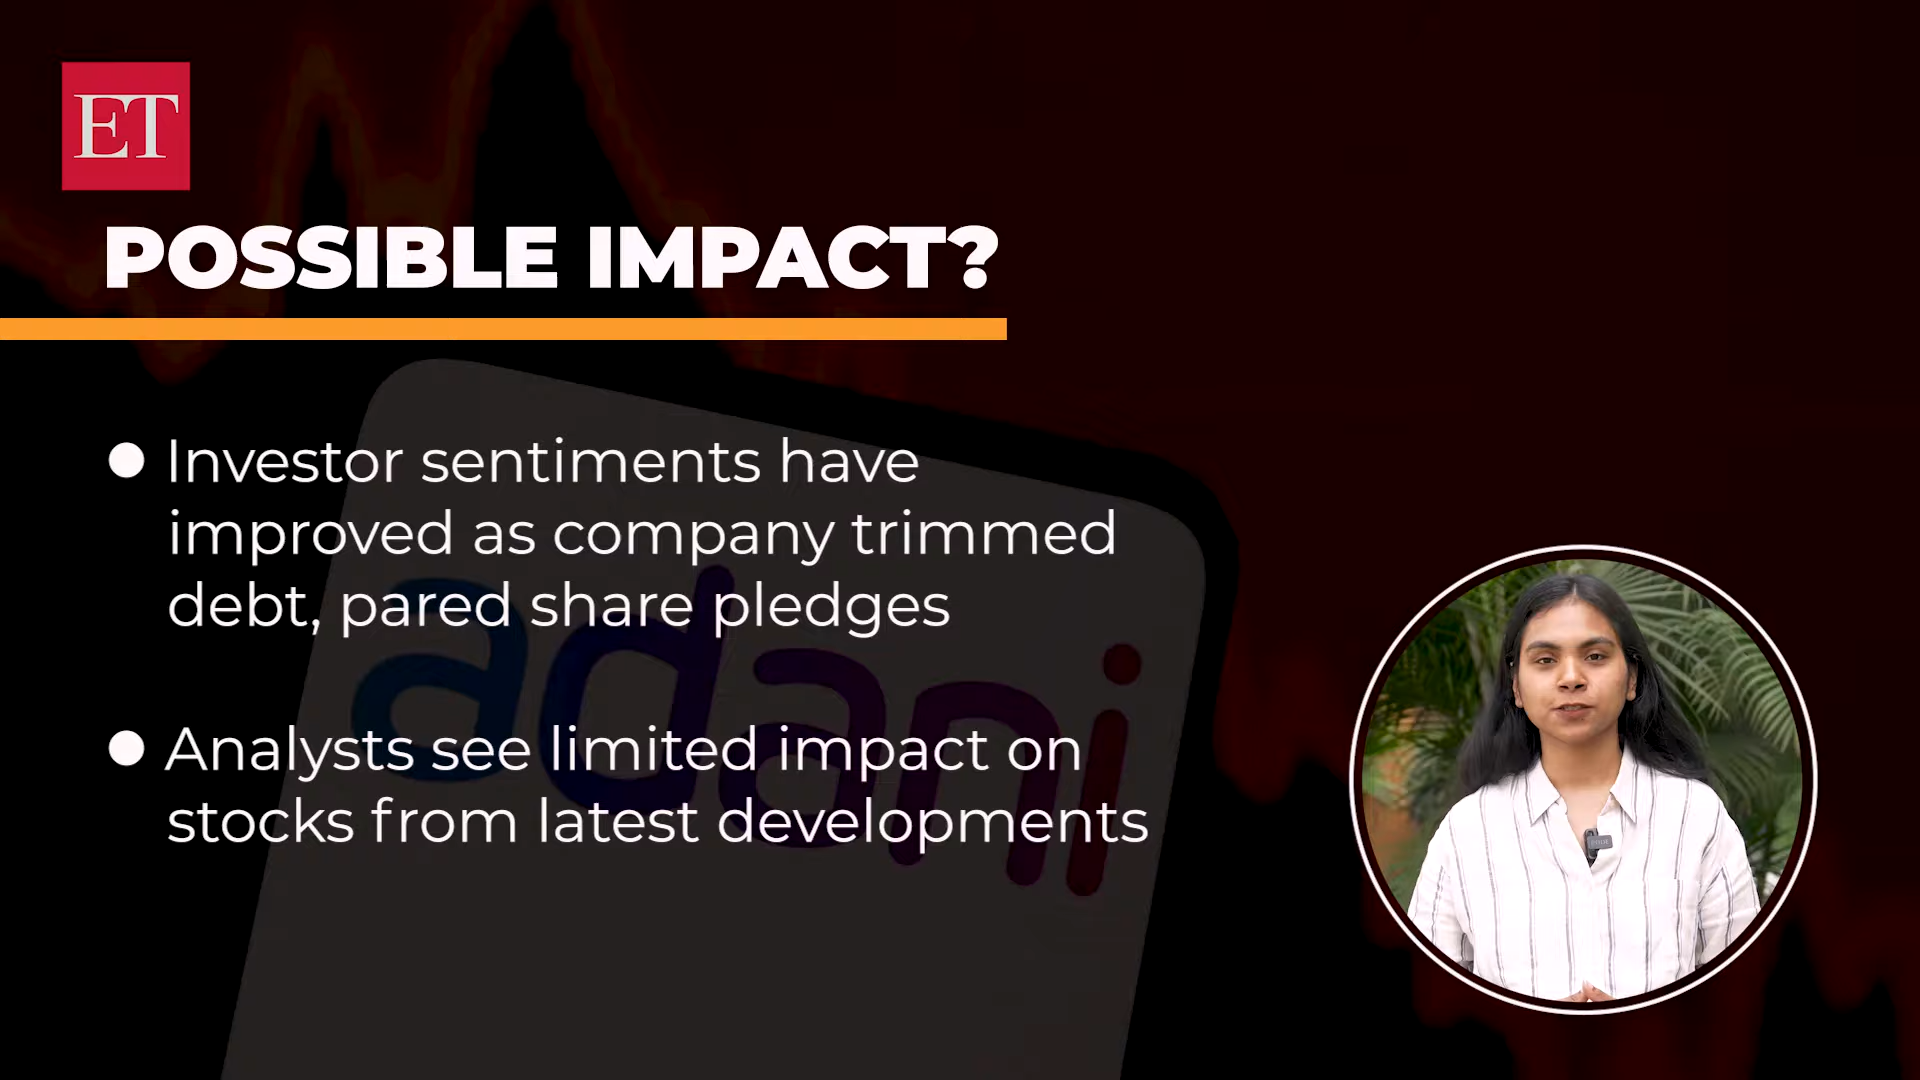 ET
POSSIBLE IMPACT?
● Investor sentiments have
improved as company trimmed
debt, pared share pledges
● Analysts see limited impact on
stocks from latest developments
adani